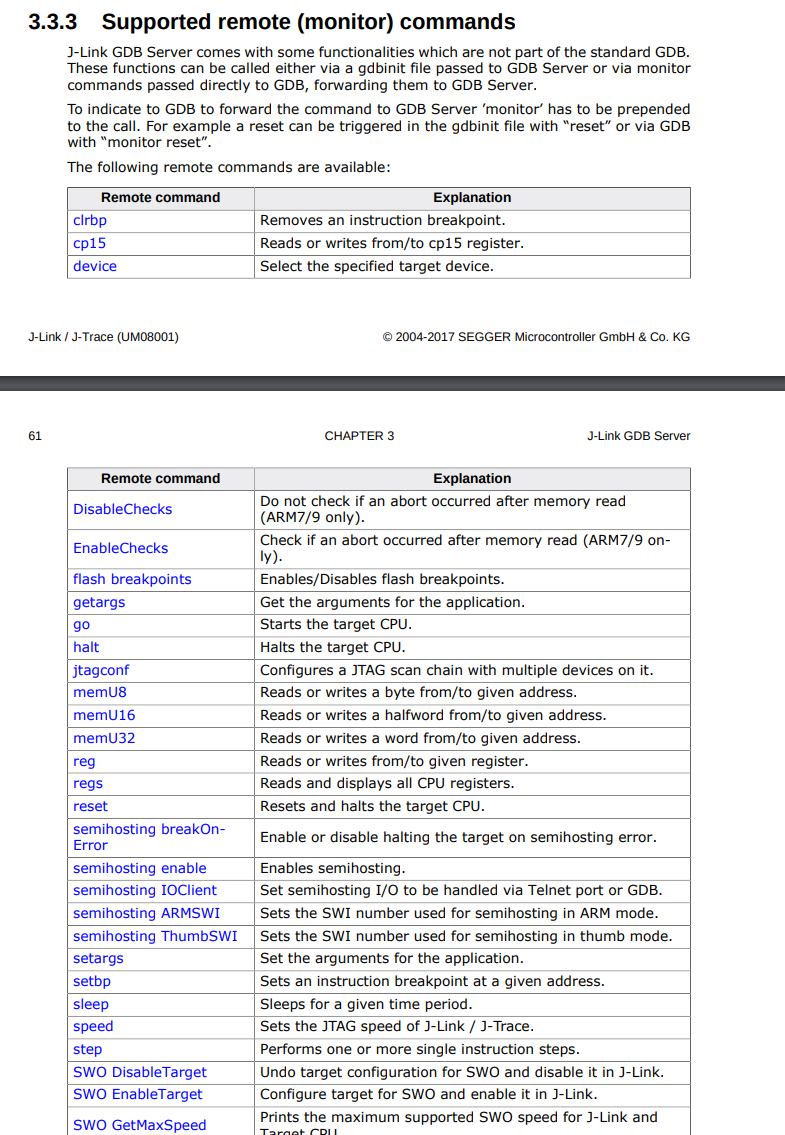 3.3.3 Supported remote (monitor) commands
J-Link GDB Server comes with some functionalities which are not part of the standard GDB.
These functions can be called either via a gdbinit file passed to GDB Server or via monitor
commands passed directly to GDB, forwarding them to GDB Server.
To indicate to GDB to forward the command to GDB Server ’monitor’ has to be prepended
to the call. For example a reset can be triggered in the gdbinit file with “reset” or via GDB
with “monitor reset”.
The following remote commands are available:
Remote command Explanation
clrbp Removes an instruction breakpoint.
cp15 Reads or writes from/to cp15 register.
device Select the specified target device.
J-Link / J-Trace (UM08001) © 2004-2017 SEGGER Microcontroller GmbH & Co. KG
61 CHAPTER 3 J-Link GDB Server
Remote command Explanation
DisableChecks Do not check if an abort occurred after memory read
(ARM7/9 only).
EnableChecks Check if an abort occurred after memory read (ARM7/9 on-
ly).
flash breakpoints Enables/Disables flash breakpoints.
getargs Get the arguments for the application.
go Starts the target CPU.
halt Halts the target CPU.
jtagconf Configures a JTAG scan chain with multiple devices on it.
memU8 Reads or writes a byte from/to given address.
memU16 Reads or writes a halfword from/to given address.
memU32 Reads or writes a word from/to given address.
reg Reads or writes from/to given register.
regs Reads and displays all CPU registers.
reset Resets and halts the target CPU.
semihosting breakOn-
Error Enable or disable halting the target on semihosting error.
semihosting enable Enables semihosting.
semihosting IOClient Set semihosting I/O to be handled via Telnet port or GDB.
semihosting ARMSWI Sets the SWI number used for semihosting in ARM mode.
semihosting ThumbSWI Sets the SWI number used for semihosting in thumb mode.
setargs Set the arguments for the application.
setbp Sets an instruction breakpoint at a given address.
sleep Sleeps for a given time period.
speed Sets the JTAG speed of J-Link / J-Trace.
step Performs one or more single instruction steps.
SWO DisableTarget Undo target configuration for SWO and disable it in J-Link.
SWO EnableTarget Configure target for SWO and enable it in J-Link.
SWO GetMaxSpeed Prints the maximum supported SWO speed for J-Link and
Target CPU.